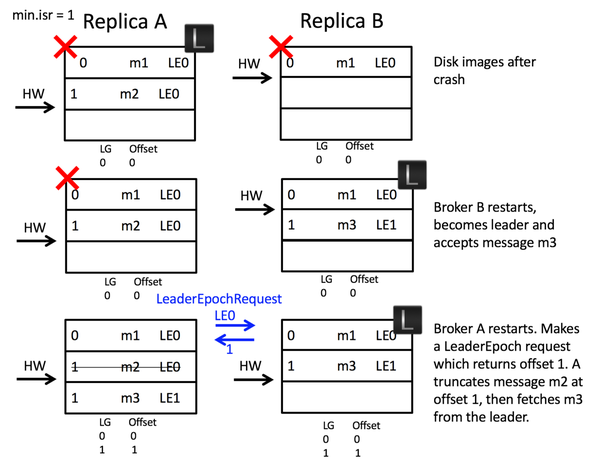 min.isr = 1
Replica A
Replica B
L
0 m1 LE0
HW
1 m2 LE0
LG Offset
0 0
HW
0 m1 LE0
LG Offset
0 0
Disk images after
crash
0 m1 LE0
HW
1 m2 LE0
LG Offset
0 0
L
HW
0 m1 LE0
1 m3 LE1
LG Offset
0 0
Broker B restarts,
becomes leader and
accepts message m3
LeaderEpochRequest
LE0
1
0 m1 LE0
HW
1 m2 LE0
1 m3 LE1
LG Offset
0 0
1 1
L
0 m1 LE0
HW
1 m3 LE1
LG Offset
0 0
1 1
Broker A restarts. Makes
a LeaderEpoch request
which returns offset 1. A
truncates message m2 at
offset 1, then fetches m3
from the leader.